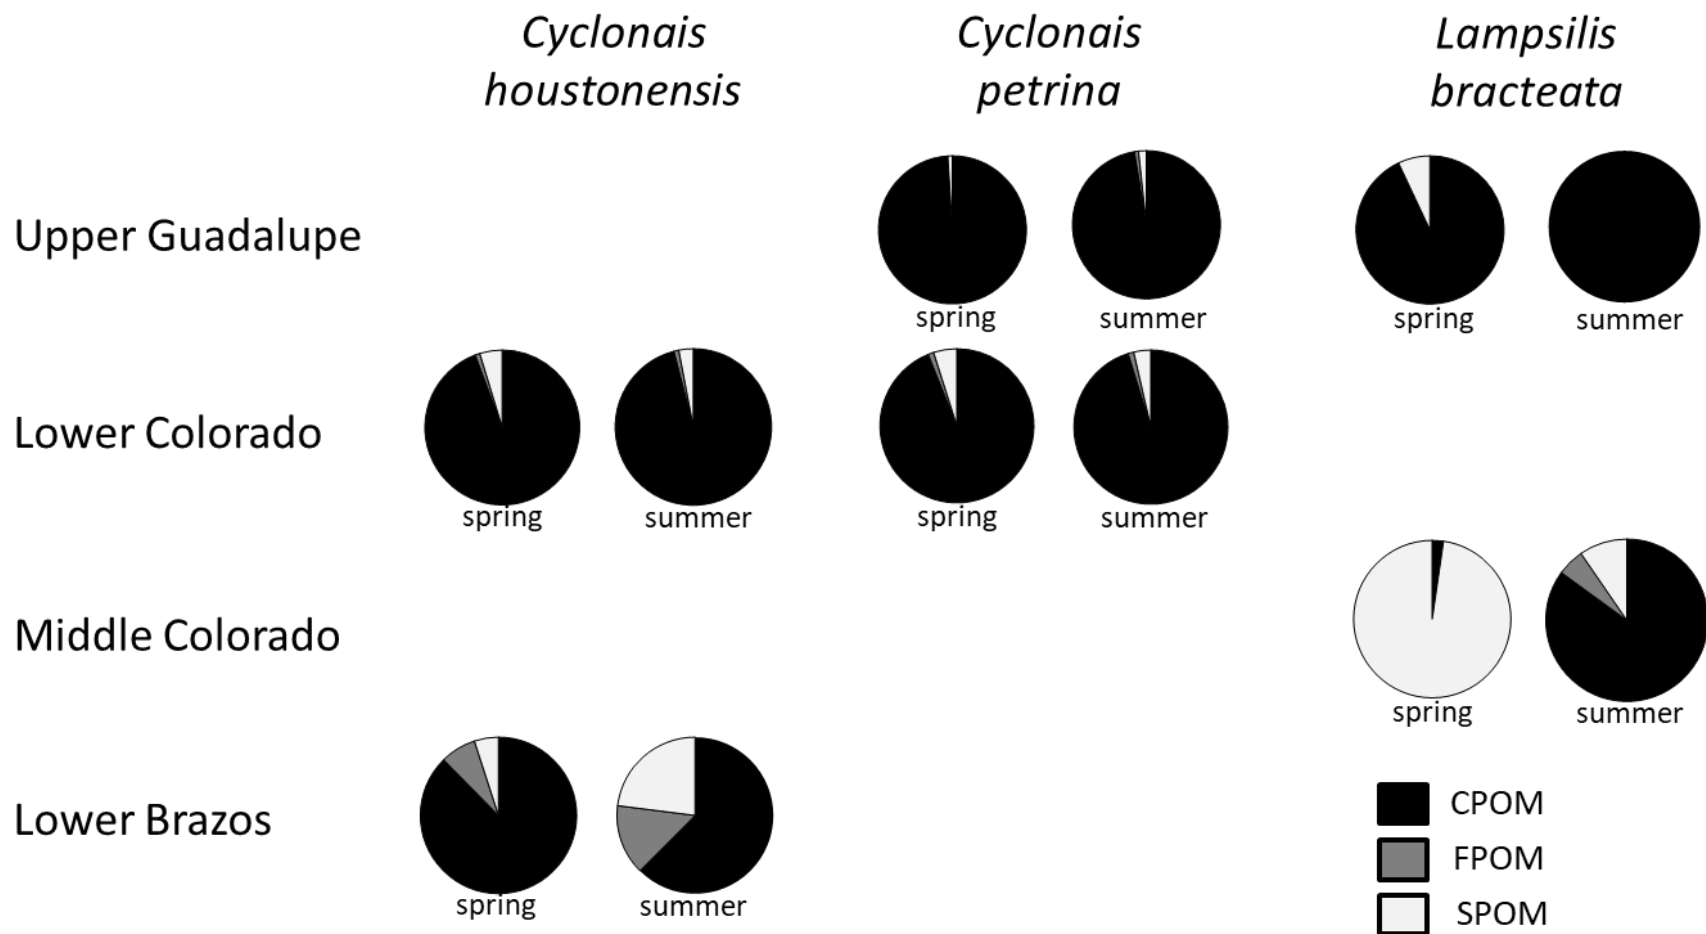 Cyclonais
houstonensis
Cyclonais
petrina
Lampsilis
bracteata
Upper Guadalupe
spring
summer
spring
summer
Lower Colorado
spring
summer
spring
summer
Middle Colorado
spring
summer
Lower Brazos
spring
summer
CPOM
FPOM
SPOM